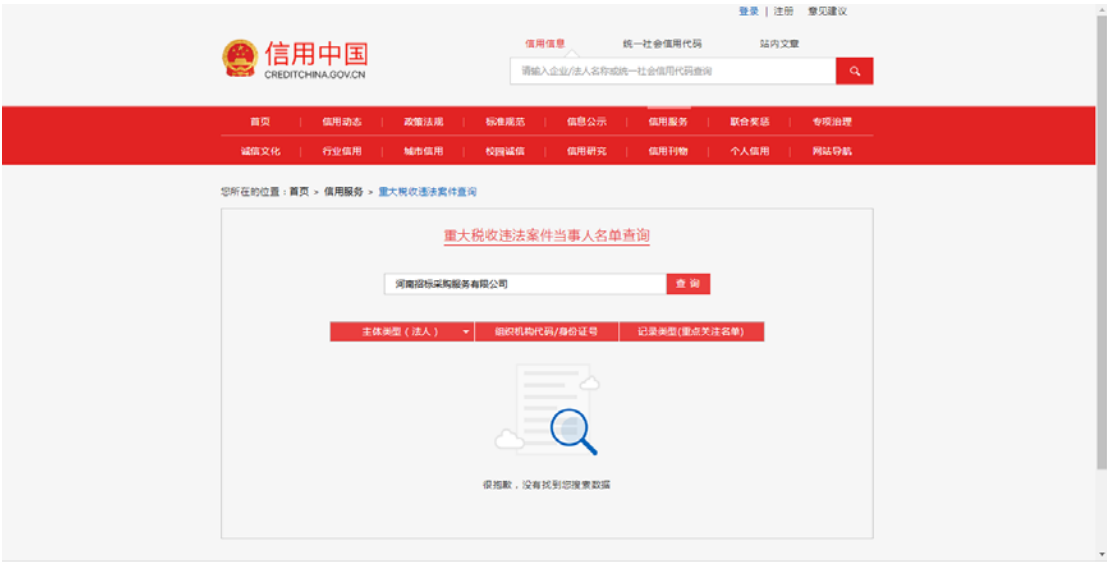 登录 | 注册 意见建议
信用中国
CREDITCHINA.GOV.CN
信用信息 统一社会信用代码 站内文章
请输入企业/法人名称或统一社会信用代码查询
首页 | 信用动态 | 政策法规 | 标准规范 | 信息公示 | 信用服务 | 联合奖惩 | 专项治理
诚信文化 | 行业信用 | 城市信用 | 校园诚信 | 信用研究 | 信用刊物 | 个人信用 | 网站导航
您所在的位置：首页 > 信用服务 > 重大税收违法案件查询
重大税收违法案件当事人名单查询
河南招标采购服务有限公司 查询
主体类型（法人） 组织机构代码/身份证号 记录类型(重点关注名单)
很抱歉，没有找到您搜索数据